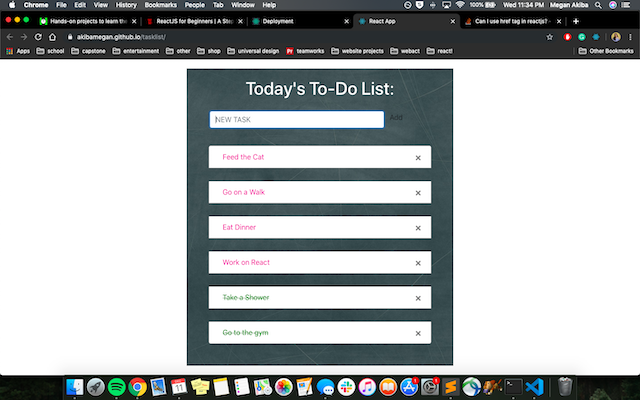 Chrome File Edit View History Bookmarks People Tab Window Help 100% Wed 11:34 PM Megan Akiba
Hands-on projects to learn the ReactJS for Beginners | A Step Deployment React App Can I use href tag in reactjs?
akibamegan.github.io/tasklist/
Apps school capstone entertainment other shop universal design teamworks website projects webact react! Other Bookmarks
Today's To-Do List:
NEW TASK Add
Feed the Cat ×
Go on a Walk ×
Eat Dinner ×
Work on React ×
Take a Shower ×
Go to the gym ×